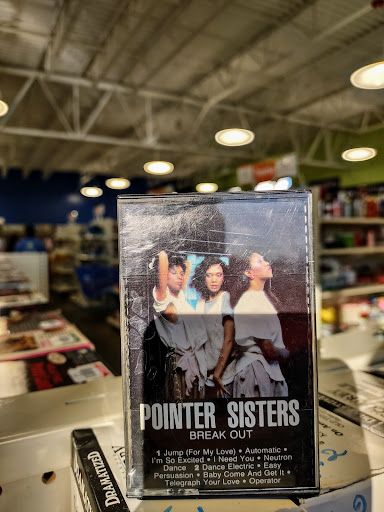 POINTER SISTERS
BREAK OUT
1 Jump (For My Love) • Automatic •
I'm So Excited • I Need You • Neutron
Dance 2 Dance Electric • Easy
Persuasion • Baby Come And Get It •
Telegraph Your Love • Operator
DRAMATIZED